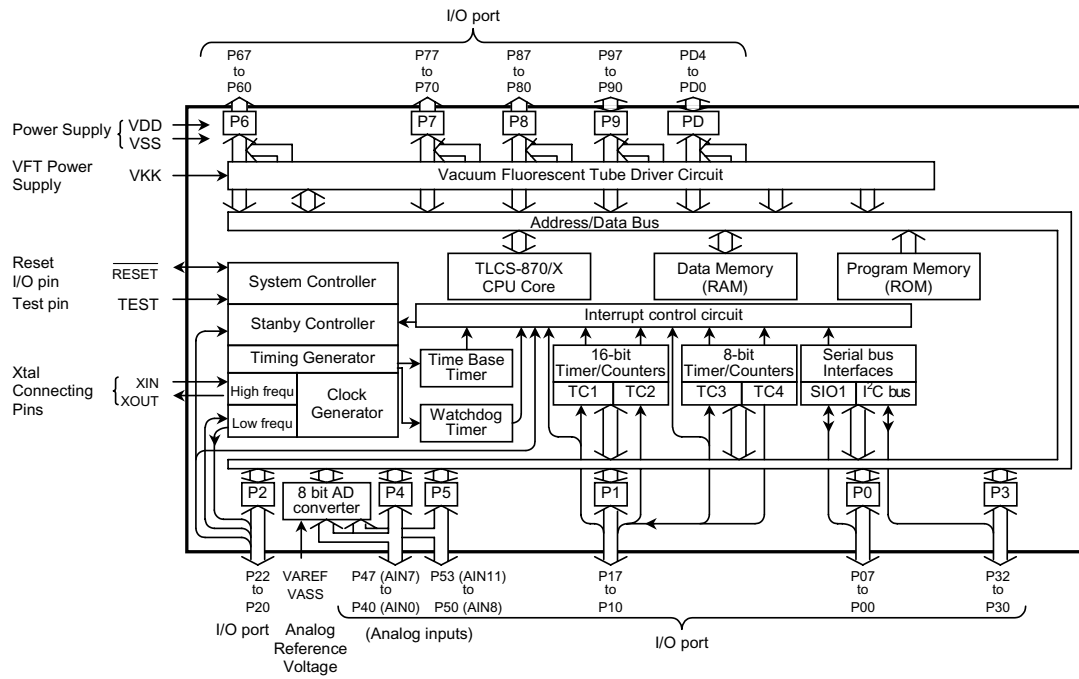 I/O port
P67 to P60
P77 to P70
P87 to P80
P97 to P90
PD4 to PD0
P6
P7
P8
P9
PD
Power Supply
VDD
VSS
VFT Power Supply
VKK
Vacuum Fluorescent Tube Driver Circuit
Address/Data Bus
Reset I/O pin
RESET
Test pin
TEST
System Controller
TLCS-870/X CPU Core
Data Memory (RAM)
Program Memory (ROM)
Stanby Controller
Interrupt control circuit
Timing Generator
Time Base Timer
16-bit Timer/Counters
TC1
TC2
8-bit Timer/Counters
TC3
TC4
Serial bus Interfaces
SIO1
I²C bus
Xtal Connecting Pins
XIN
XOUT
High frequ
Low frequ
Clock Generator
Watchdog Timer
P2
8 bit AD converter
P4
P5
P1
P0
P3
P22 to P20
VAREF
VASS
P47 (AIN7) to P40 (AIN0)
P53 (AIN11) to P50 (AIN8)
P17 to P10
P07 to P00
P32 to P30
I/O port
Analog Reference Voltage
(Analog inputs)
I/O port